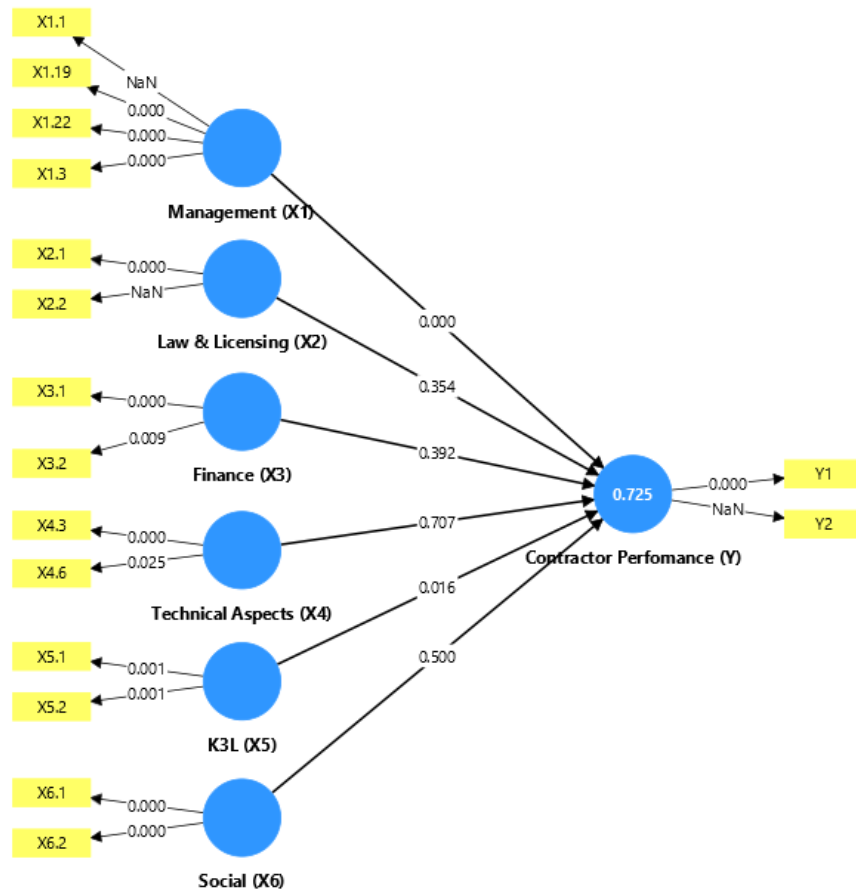 X1.1
NaN
X1.19
0.000
X1.22
0.000
X1.3
0.000
Management (X1)
0.000
X2.1
0.000
X2.2
NaN
Law & Licensing (X2)
0.354
X3.1
0.000
X3.2
0.009
Finance (X3)
0.392
X4.3
0.000
X4.6
0.025
Technical Aspects (X4)
0.707
X5.1
0.001
X5.2
0.001
K3L (X5)
0.016
X6.1
0.000
X6.2
0.000
Social (X6)
0.500
0.725
Contractor Perfomance (Y)
0.000
Y1
NaN
Y2